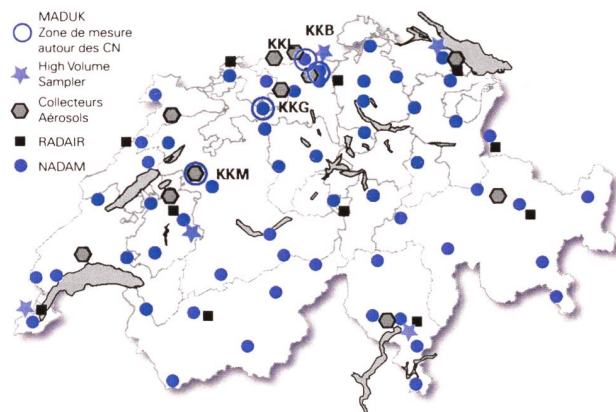 MADUK
Zone de mesure
autour des CN
High Volume
Sampler
Collecteurs
Aérosols
RADAIR
NADAM
KKB
KKL
KKG
KKM